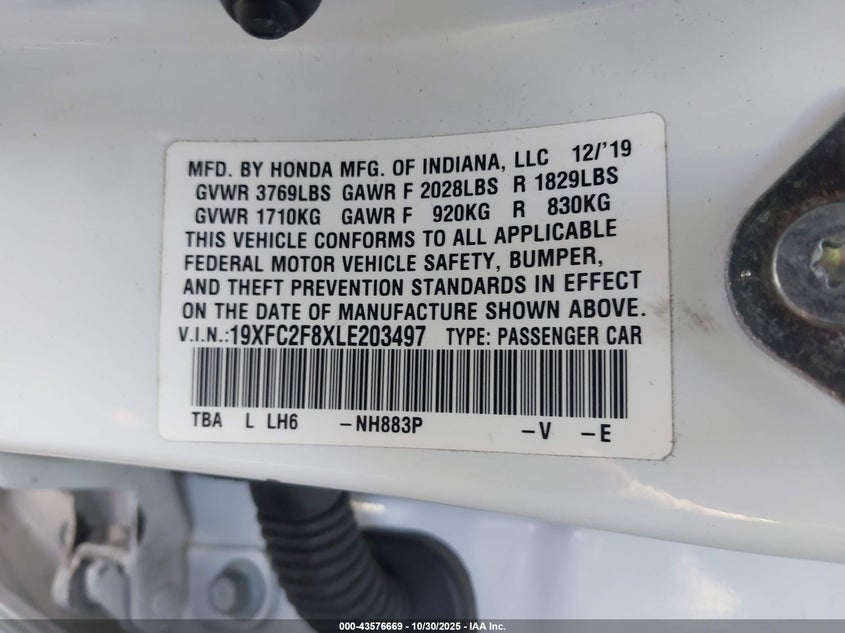 MFD. BY HONDA MFG. OF INDIANA, LLC 12/'19
GVWR 3769LBS GAWR F 2028LBS R 1829LBS
GVWR 1710KG GAWR F 920KG R 830KG
THIS VEHICLE CONFORMS TO ALL APPLICABLE
FEDERAL MOTOR VEHICLE SAFETY, BUMPER,
AND THEFT PREVENTION STANDARDS IN EFFECT
ON THE DATE OF MANUFACTURE SHOWN ABOVE.
V.I.N.:19XFC2F8XLE203497 TYPE: PASSENGER CAR
TBA L LH6 -NH883P -V -E
000-43576669 | 10/30/2025 | IAA Inc.